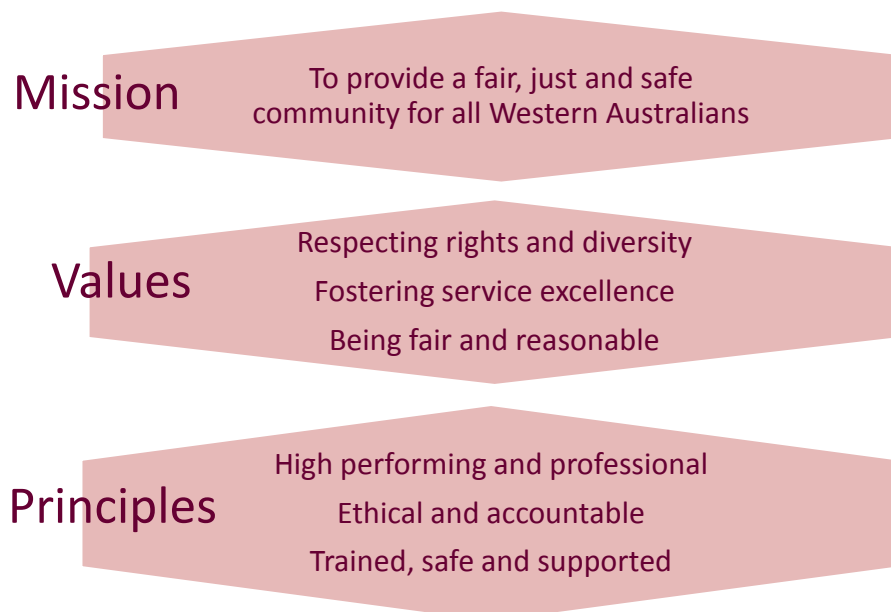 Mission
To provide a fair, just and safe
community for all Western Australians
Values
Respecting rights and diversity
Fostering service excellence
Being fair and reasonable
Principles
High performing and professional
Ethical and accountable
Trained, safe and supported